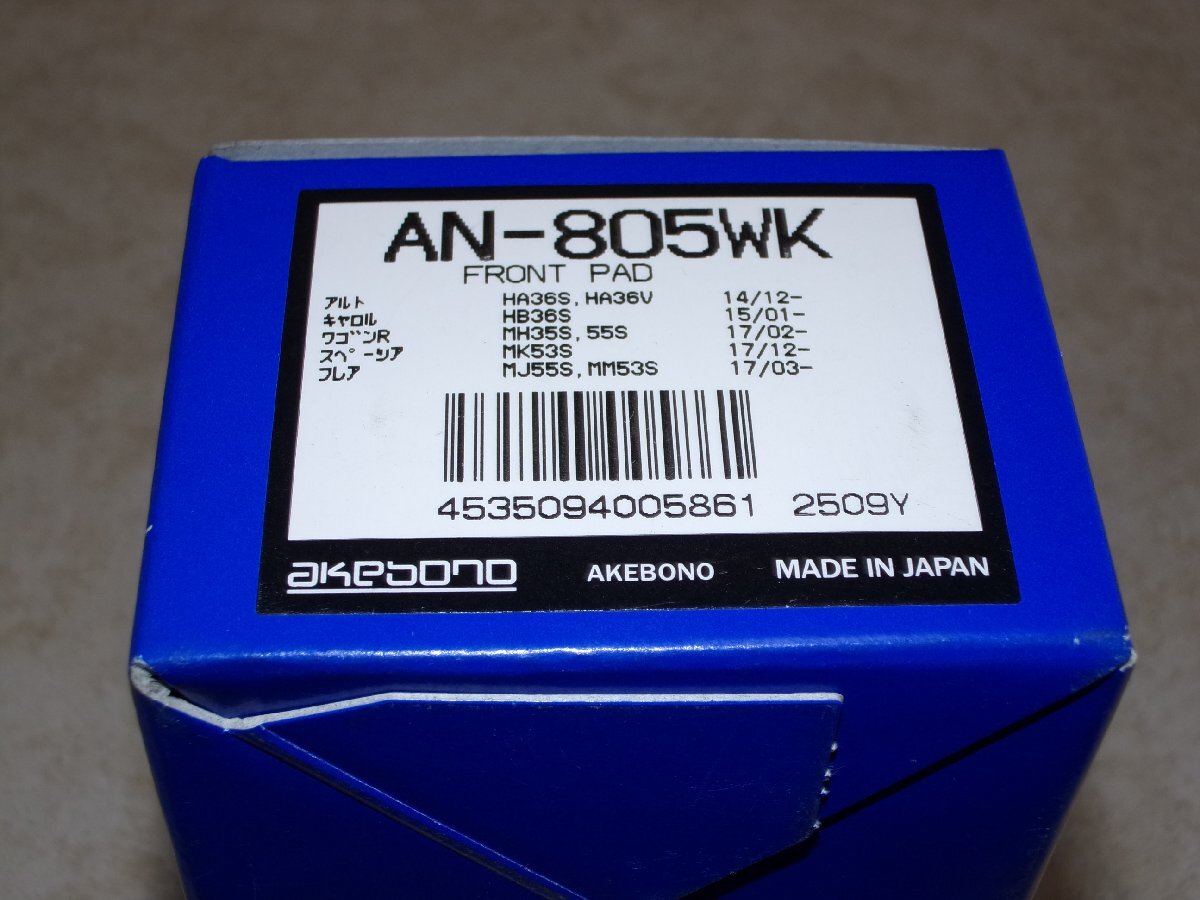 AN-805WK
FRONT PAD
アルト HA36S, HA36V 14/12-
キャロル HB36S 15/01-
ワゴンR MH35S, 55S 17/02-
スペーシア MK53S 17/12-
フレア MJ55S, MM53S 17/03-
4535094005861 2509Y
akebono AKEBONO MADE IN JAPAN